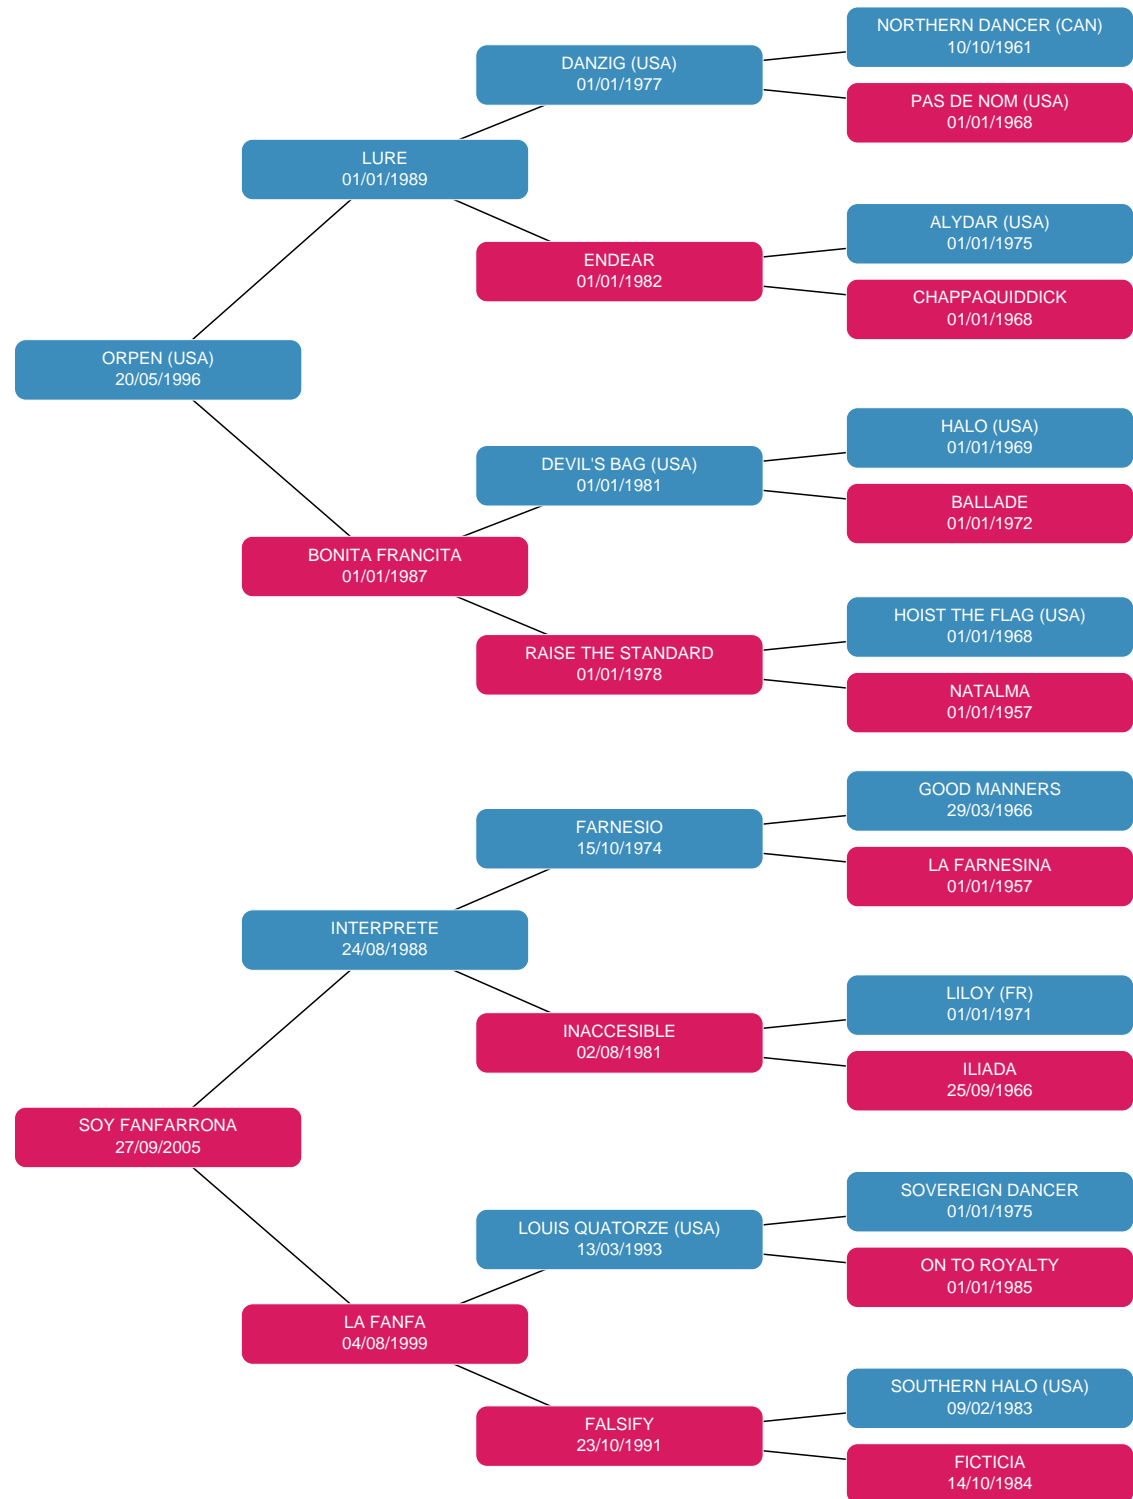 NORTHERN DANCER (CAN)
10/10/1961
DANZIG (USA)
01/01/1977
PAS DE NOM (USA)
01/01/1968
LURE
01/01/1989
ALYDAR (USA)
01/01/1975
ENDEAR
01/01/1982
CHAPPAQUIDDICK
01/01/1968
ORPEN (USA)
20/05/1996
HALO (USA)
01/01/1969
DEVIL'S BAG (USA)
01/01/1981
BALLADE
01/01/1972
BONITA FRANCITA
01/01/1987
HOIST THE FLAG (USA)
01/01/1968
RAISE THE STANDARD
01/01/1978
NATALMA
01/01/1957
GOOD MANNERS
29/03/1966
FARNESIO
15/10/1974
LA FARNESINA
01/01/1957
INTERPRETE
24/08/1988
LILOY (FR)
01/01/1971
INACCESIBLE
02/08/1981
ILIADA
25/09/1966
SOY FANFARRONA
27/09/2005
SOVEREIGN DANCER
01/01/1975
LOUIS QUATORZE (USA)
13/03/1993
ON TO ROYALTY
01/01/1985
LA FANFA
04/08/1999
SOUTHERN HALO (USA)
09/02/1983
FALSIFY
23/10/1991
FICTICIA
14/10/1984